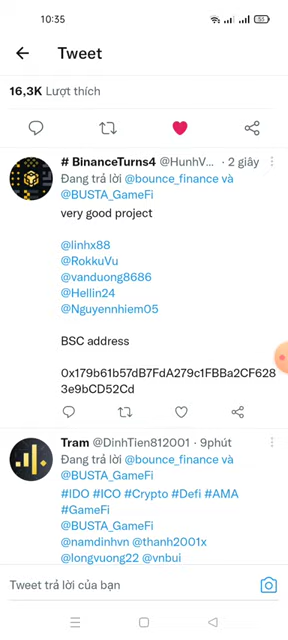 10:35
53
Tweet
16,3K Lượt thích
# BinanceTurns4 @HunhV... · 2 giây
Đang trả lời @bounce_finance và
@BUSTA_GameFi
very good project
@linhx88
@RokkuVu
@vanduong8686
@Hellin24
@Nguyennhiem05
BSC address
0x179b61b57dB7FdA279c1FBBa2CF628
3e9bCD52Cd
Tram @DinhTien812001 · 9phút
Đang trả lời @bounce_finance và
@BUSTA_GameFi
#IDO #ICO #Crypto #Defi #AMA
#GameFi
@BUSTA_GameFi
@namdinhvn @thanh2001x
@longvuong22 @vnbui
Tweet trả lời của bạn